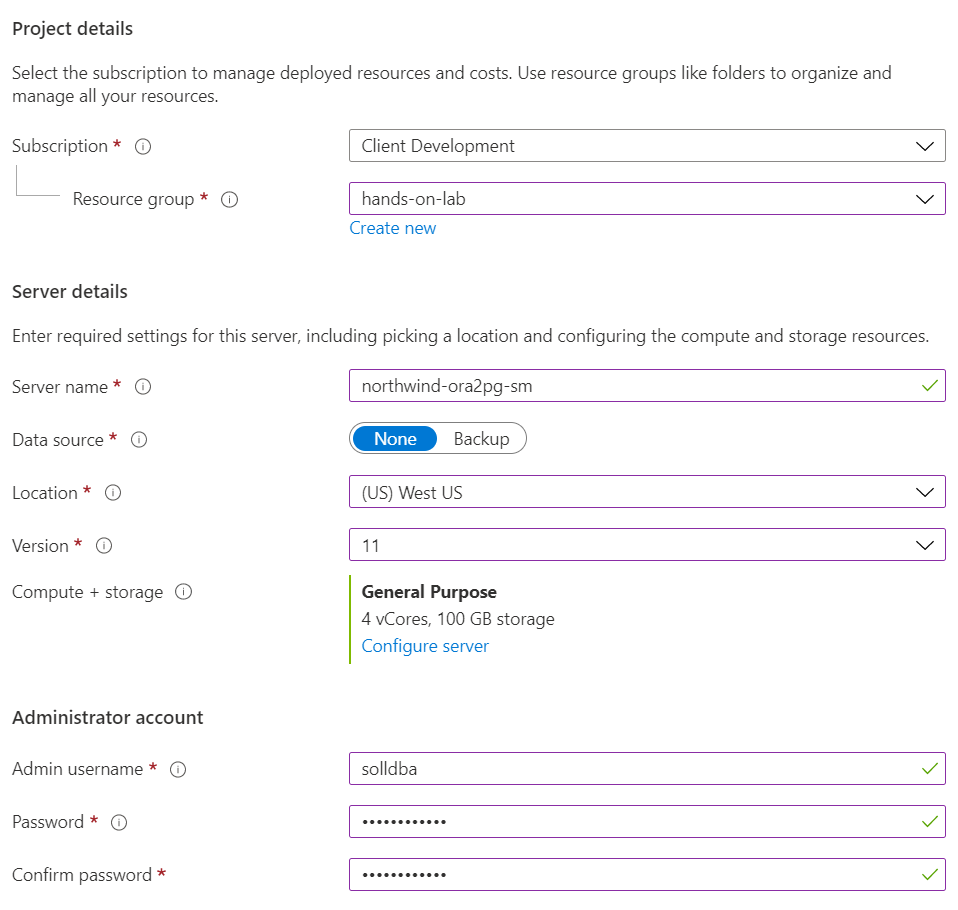 Project details
Select the subscription to manage deployed resources and costs. Use resource groups like folders to organize and
manage all your resources.
Subscription * Client Development
Resource group * hands-on-lab
Create new
Server details
Enter required settings for this server, including picking a location and configuring the compute and storage resources.
Server name * northwind-ora2pg-sm
Data source * None Backup
Location * (US) West US
Version * 11
Compute + storage General Purpose
4 vCores, 100 GB storage
Configure server
Administrator account
Admin username * solldba
Password * ••••••••••••
Confirm password * ••••••••••••